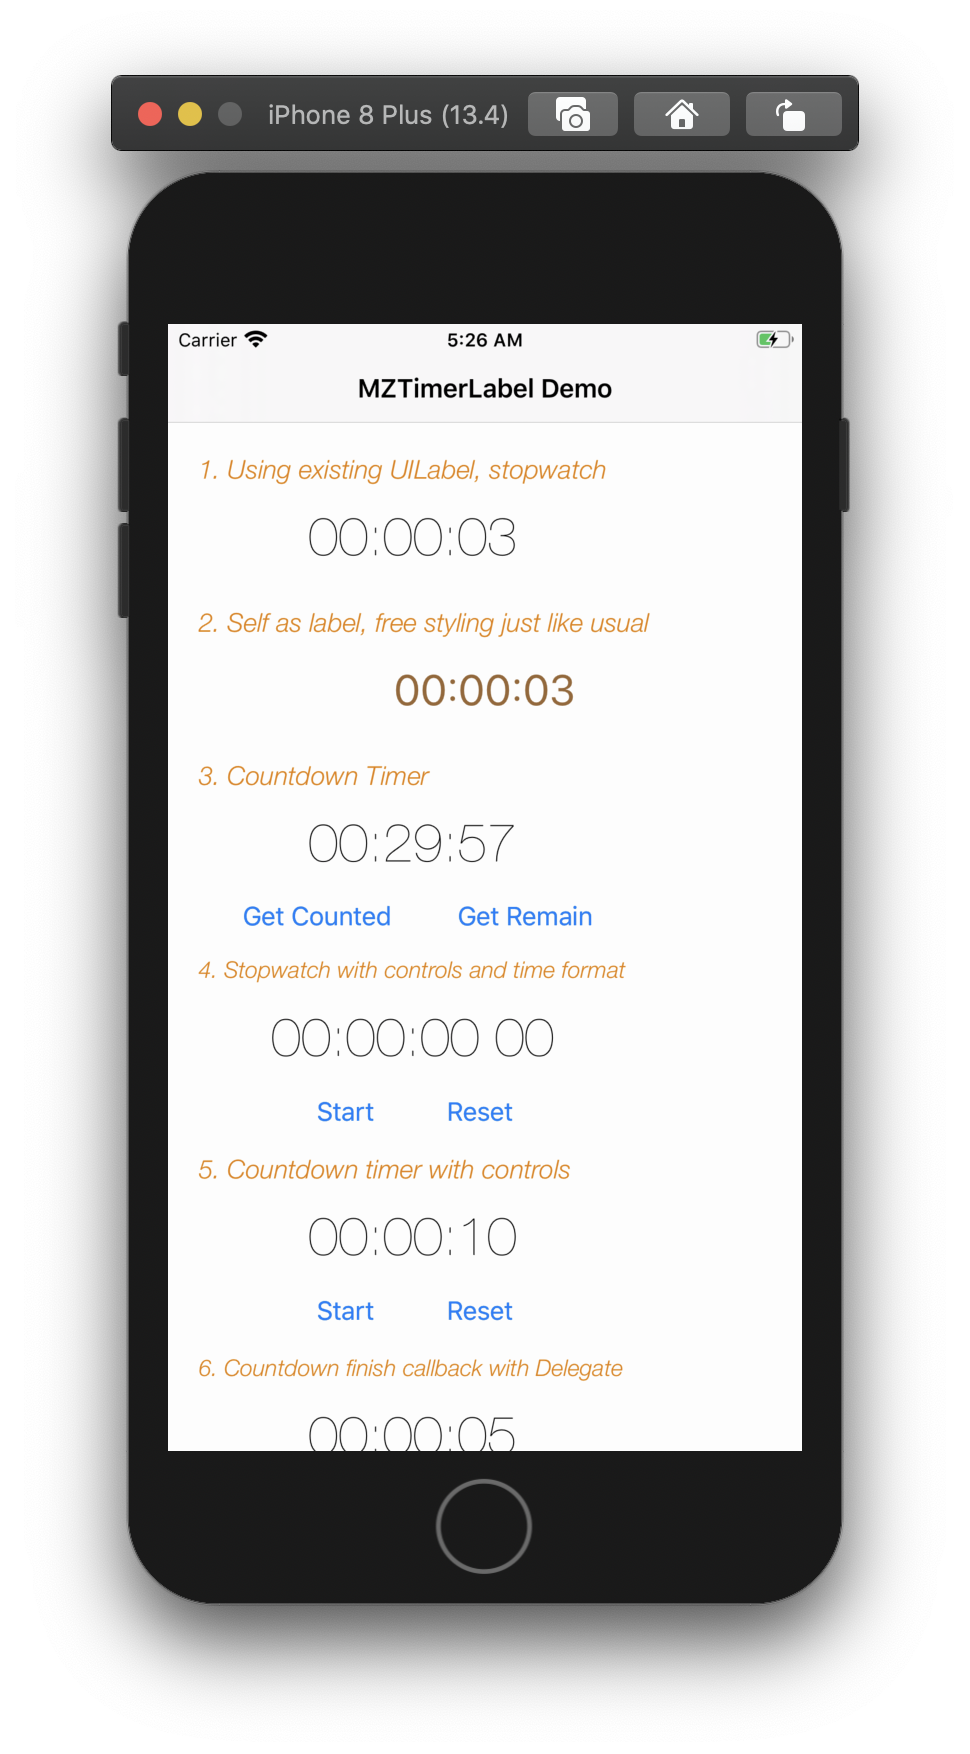 iPhone 8 Plus (13.4)
Carrier 5:26 AM
MZTimerLabel Demo
1. Using existing UILabel, stopwatch
00:00:03
2. Self as label, free styling just like usual
00:00:03
3. Countdown Timer
00:29:57
Get Counted Get Remain
4. Stopwatch with controls and time format
00:00:00 00
Start Reset
5. Countdown timer with controls
00:00:10
Start Reset
6. Countdown finish callback with Delegate
00:00:05